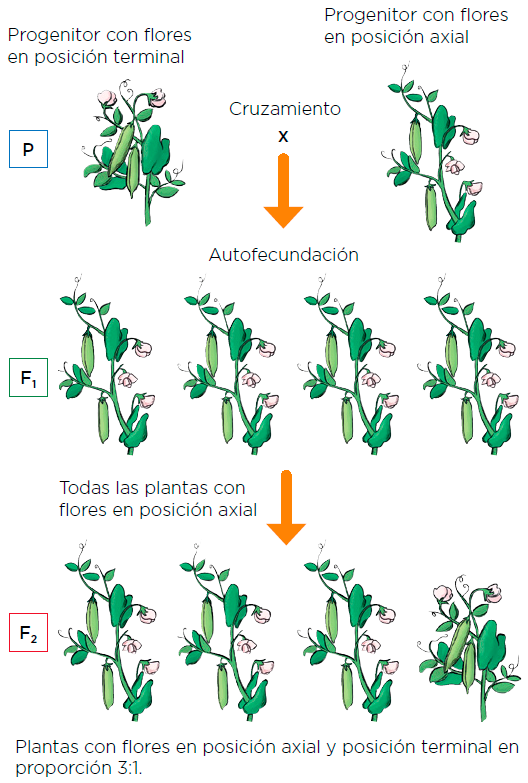 Progenitor con flores
en posición terminal
Progenitor con flores
en posición axial
Cruzamiento
x
P
Autofecundación
F₁
Todas las plantas con
flores en posición axial
F₂
Plantas con flores en posición axial y posición terminal en
proporción 3:1.